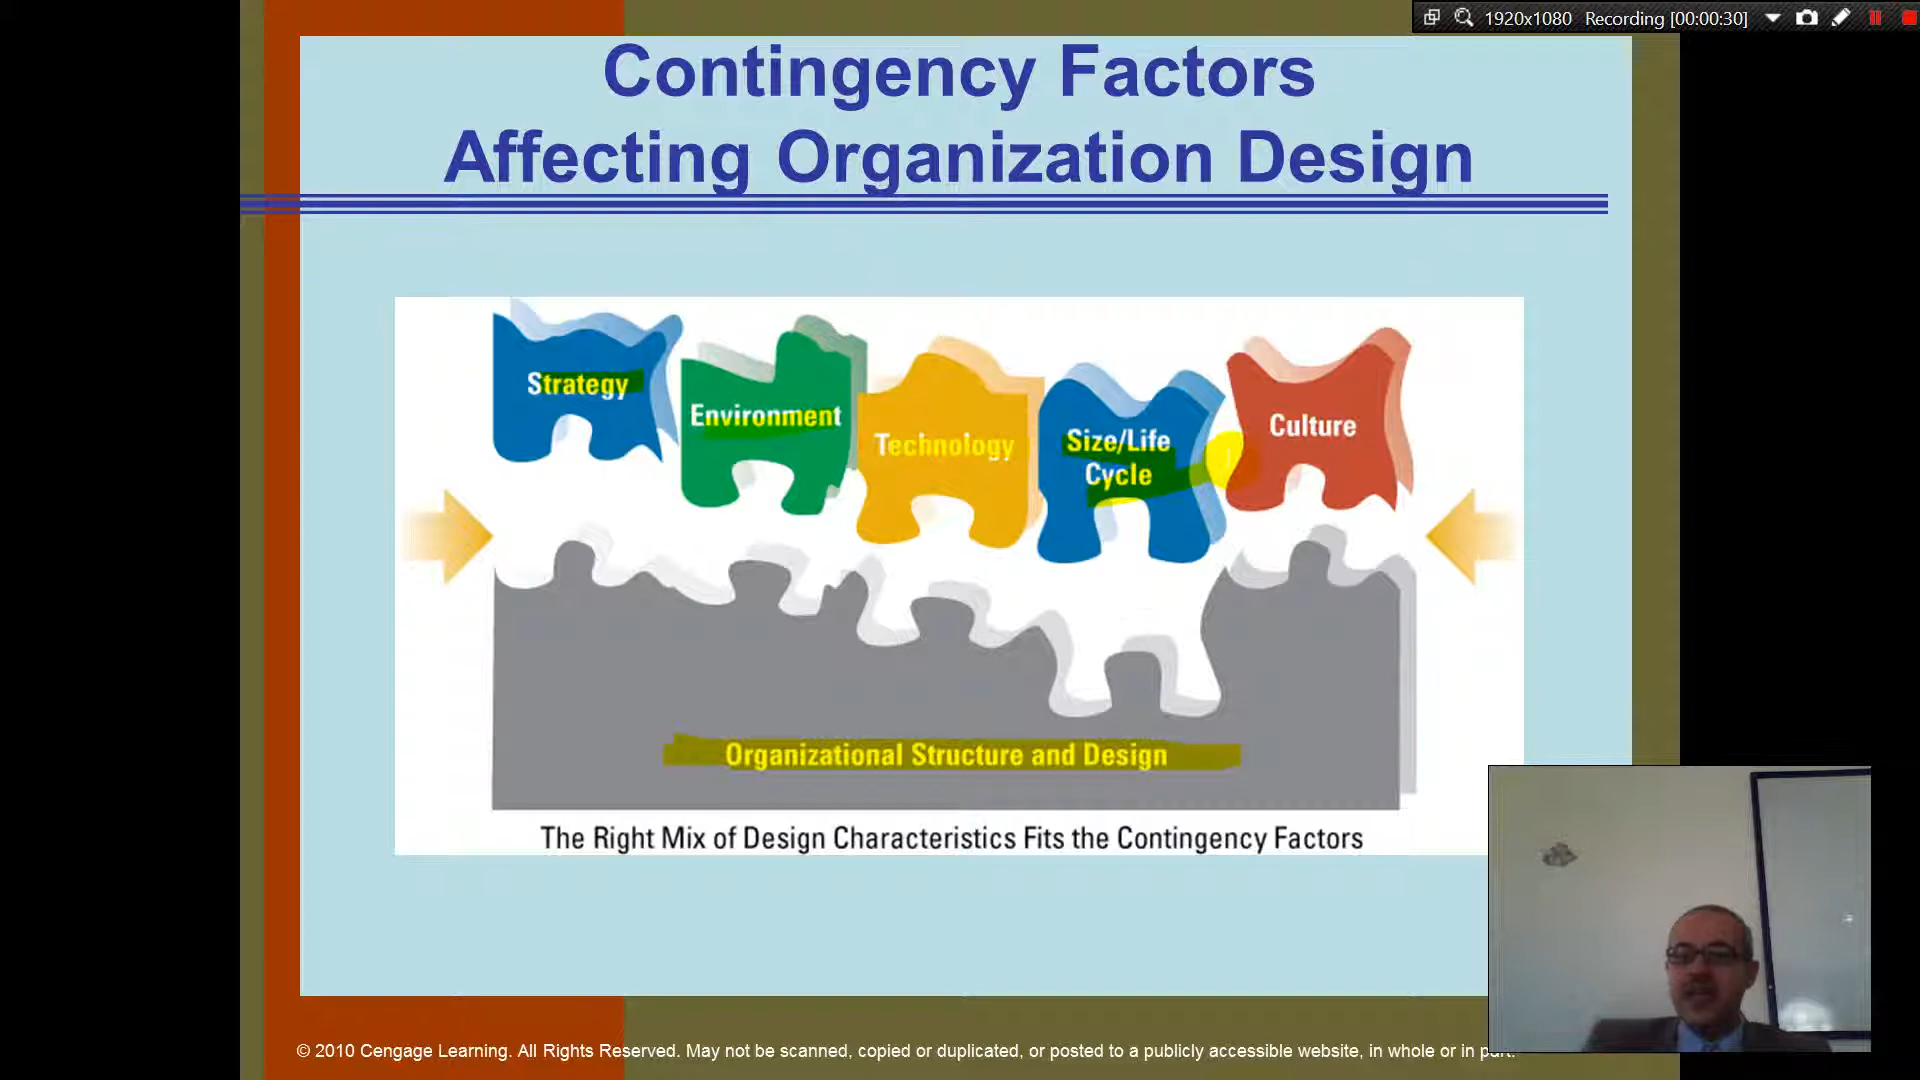 1920x1080 Recording [00:00:30]
Contingency Factors
Affecting Organization Design
Strategy
Environment
Technology
Size/Life
Cycle
Culture
Organizational Structure and Design
The Right Mix of Design Characteristics Fits the Contingency Factors
© 2010 Cengage Learning. All Rights Reserved. May not be scanned, copied or duplicated, or posted to a publicly accessible website, in whole or in part.